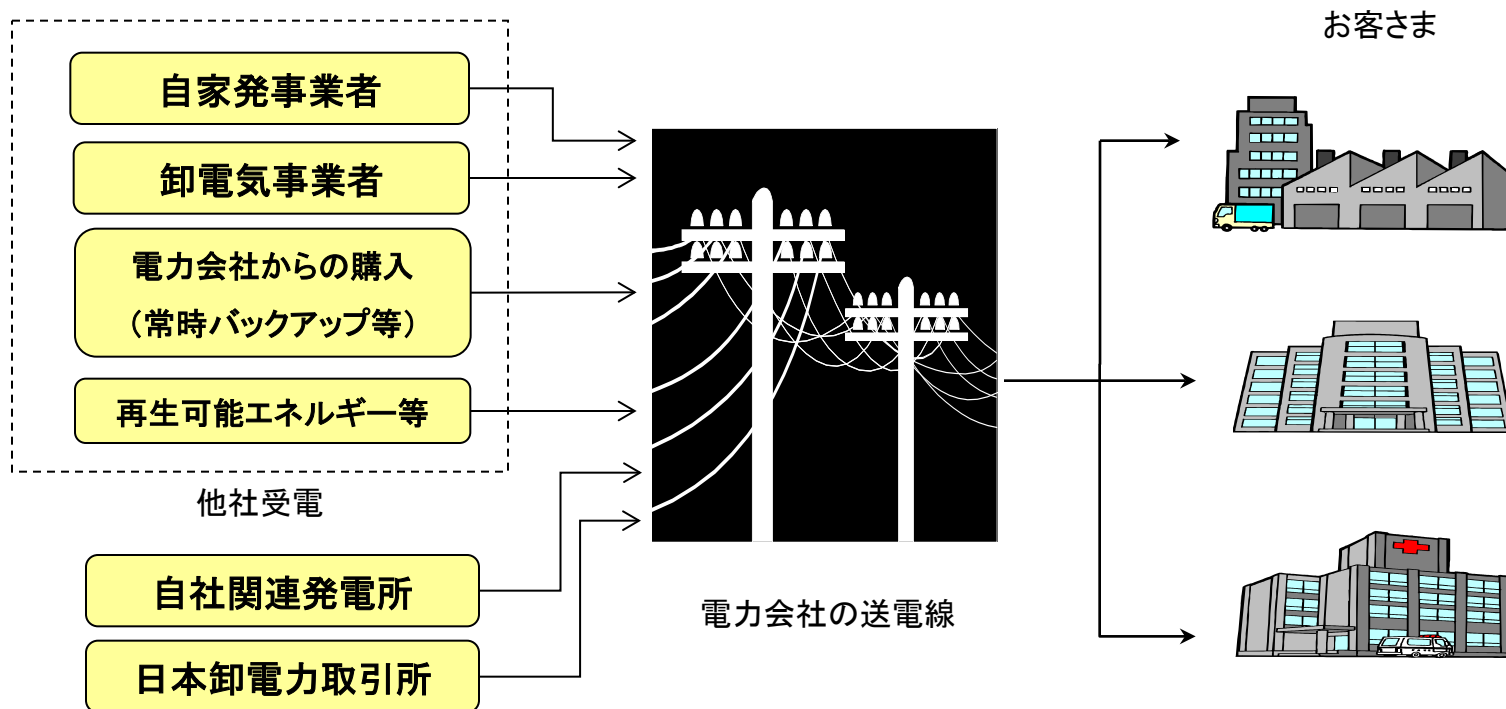 お客さま
自家発事業者
卸電気事業者
電力会社からの購入
（常時バックアップ等）
再生可能エネルギー等
他社受電
自社関連発電所
日本卸電力取引所
電力会社の送電線